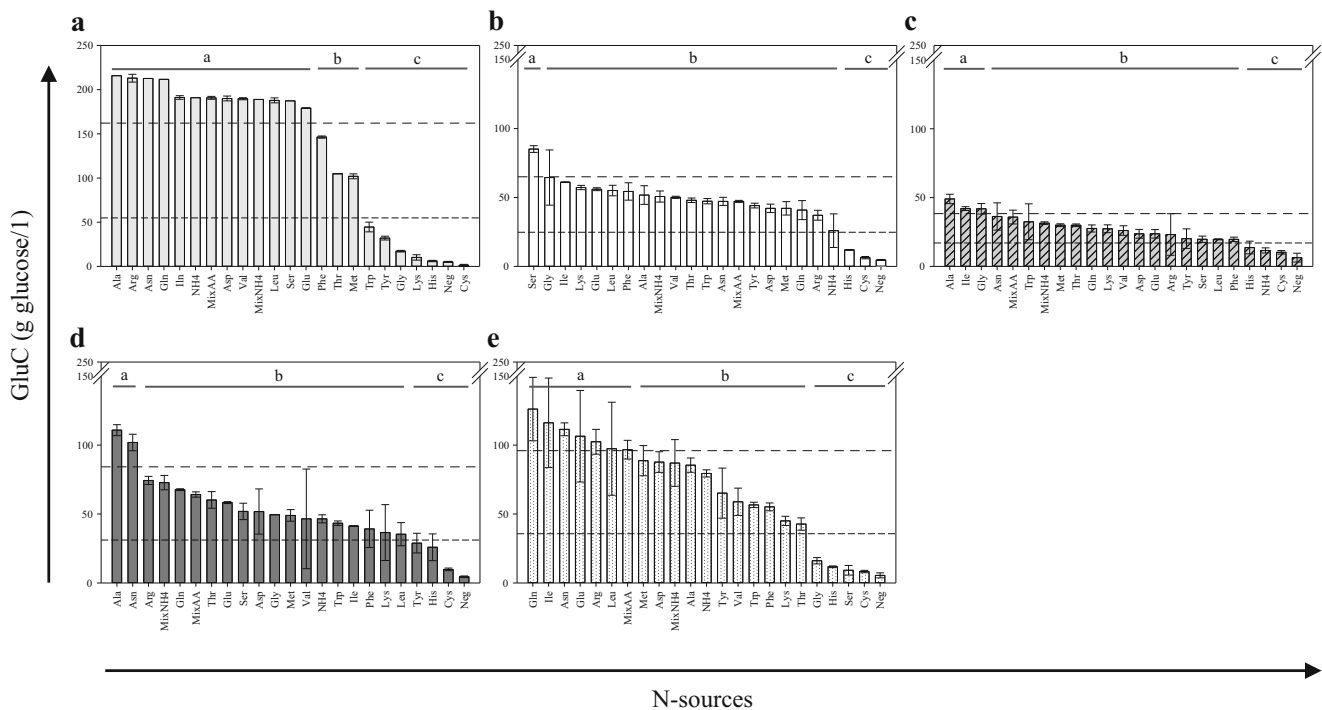 a
b
c
250
200
150
100
50
0
a b c
Ala Arg Asn Gln Iln NH4 MixAA Asp Val MixNH4 Leu Ser Glu Phe Thr Met Trp Tyr Gly Lys His Neg Cys
250
150
100
50
0
a b c
Ser Gly Ile Lys Glu Leu Phe Ala MixNH4 Val Thr Trp Asn MixAA Tyr Asp Met Gln Arg NH4 His Cys Neg
250
150
100
50
0
a b c
Ala Ile Gly Asn MixAA Trp MixNH4 Met Thr Gln Lys Val Asp Glu Arg Tyr Ser Leu Phe His NH4 Cys Neg
GluC (g glucose/1)
d
e
250
150
100
50
0
a b c
Ala Asn Arg MixNH4 Gln MixAA Thr Glu Ser Asp Gly Met Val NH4 Trp Ile Phe Lys Leu Tyr His Cys Neg
250
150
100
50
0
a b c
Gln Ile Asn Glu Arg Leu MixAA Met Asp MixNH4 Ala NH4 Tyr Val Trp Phe Lys Thr Gly His Ser Cys Neg
N-sources